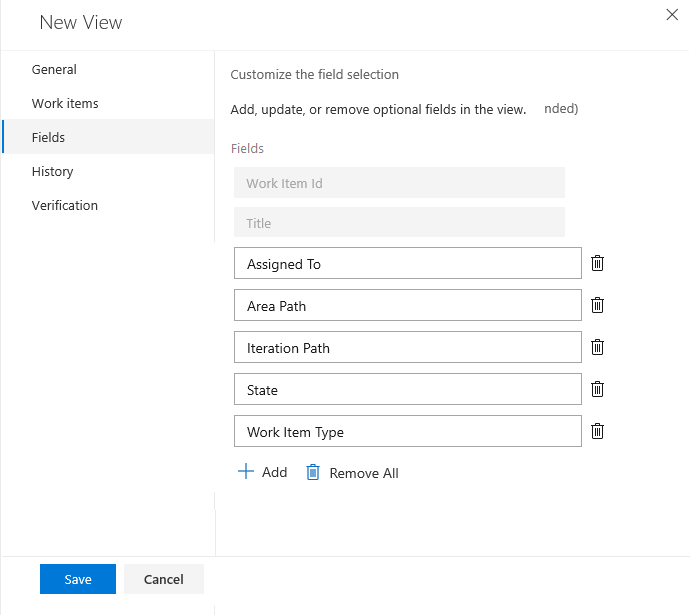 New View
General
Work items
Fields
History
Verification
Customize the field selection
Add, update, or remove optional fields in the view. nded)
Fields
Work Item Id
Title
Assigned To
Area Path
Iteration Path
State
Work Item Type
Add Remove All
Save Cancel